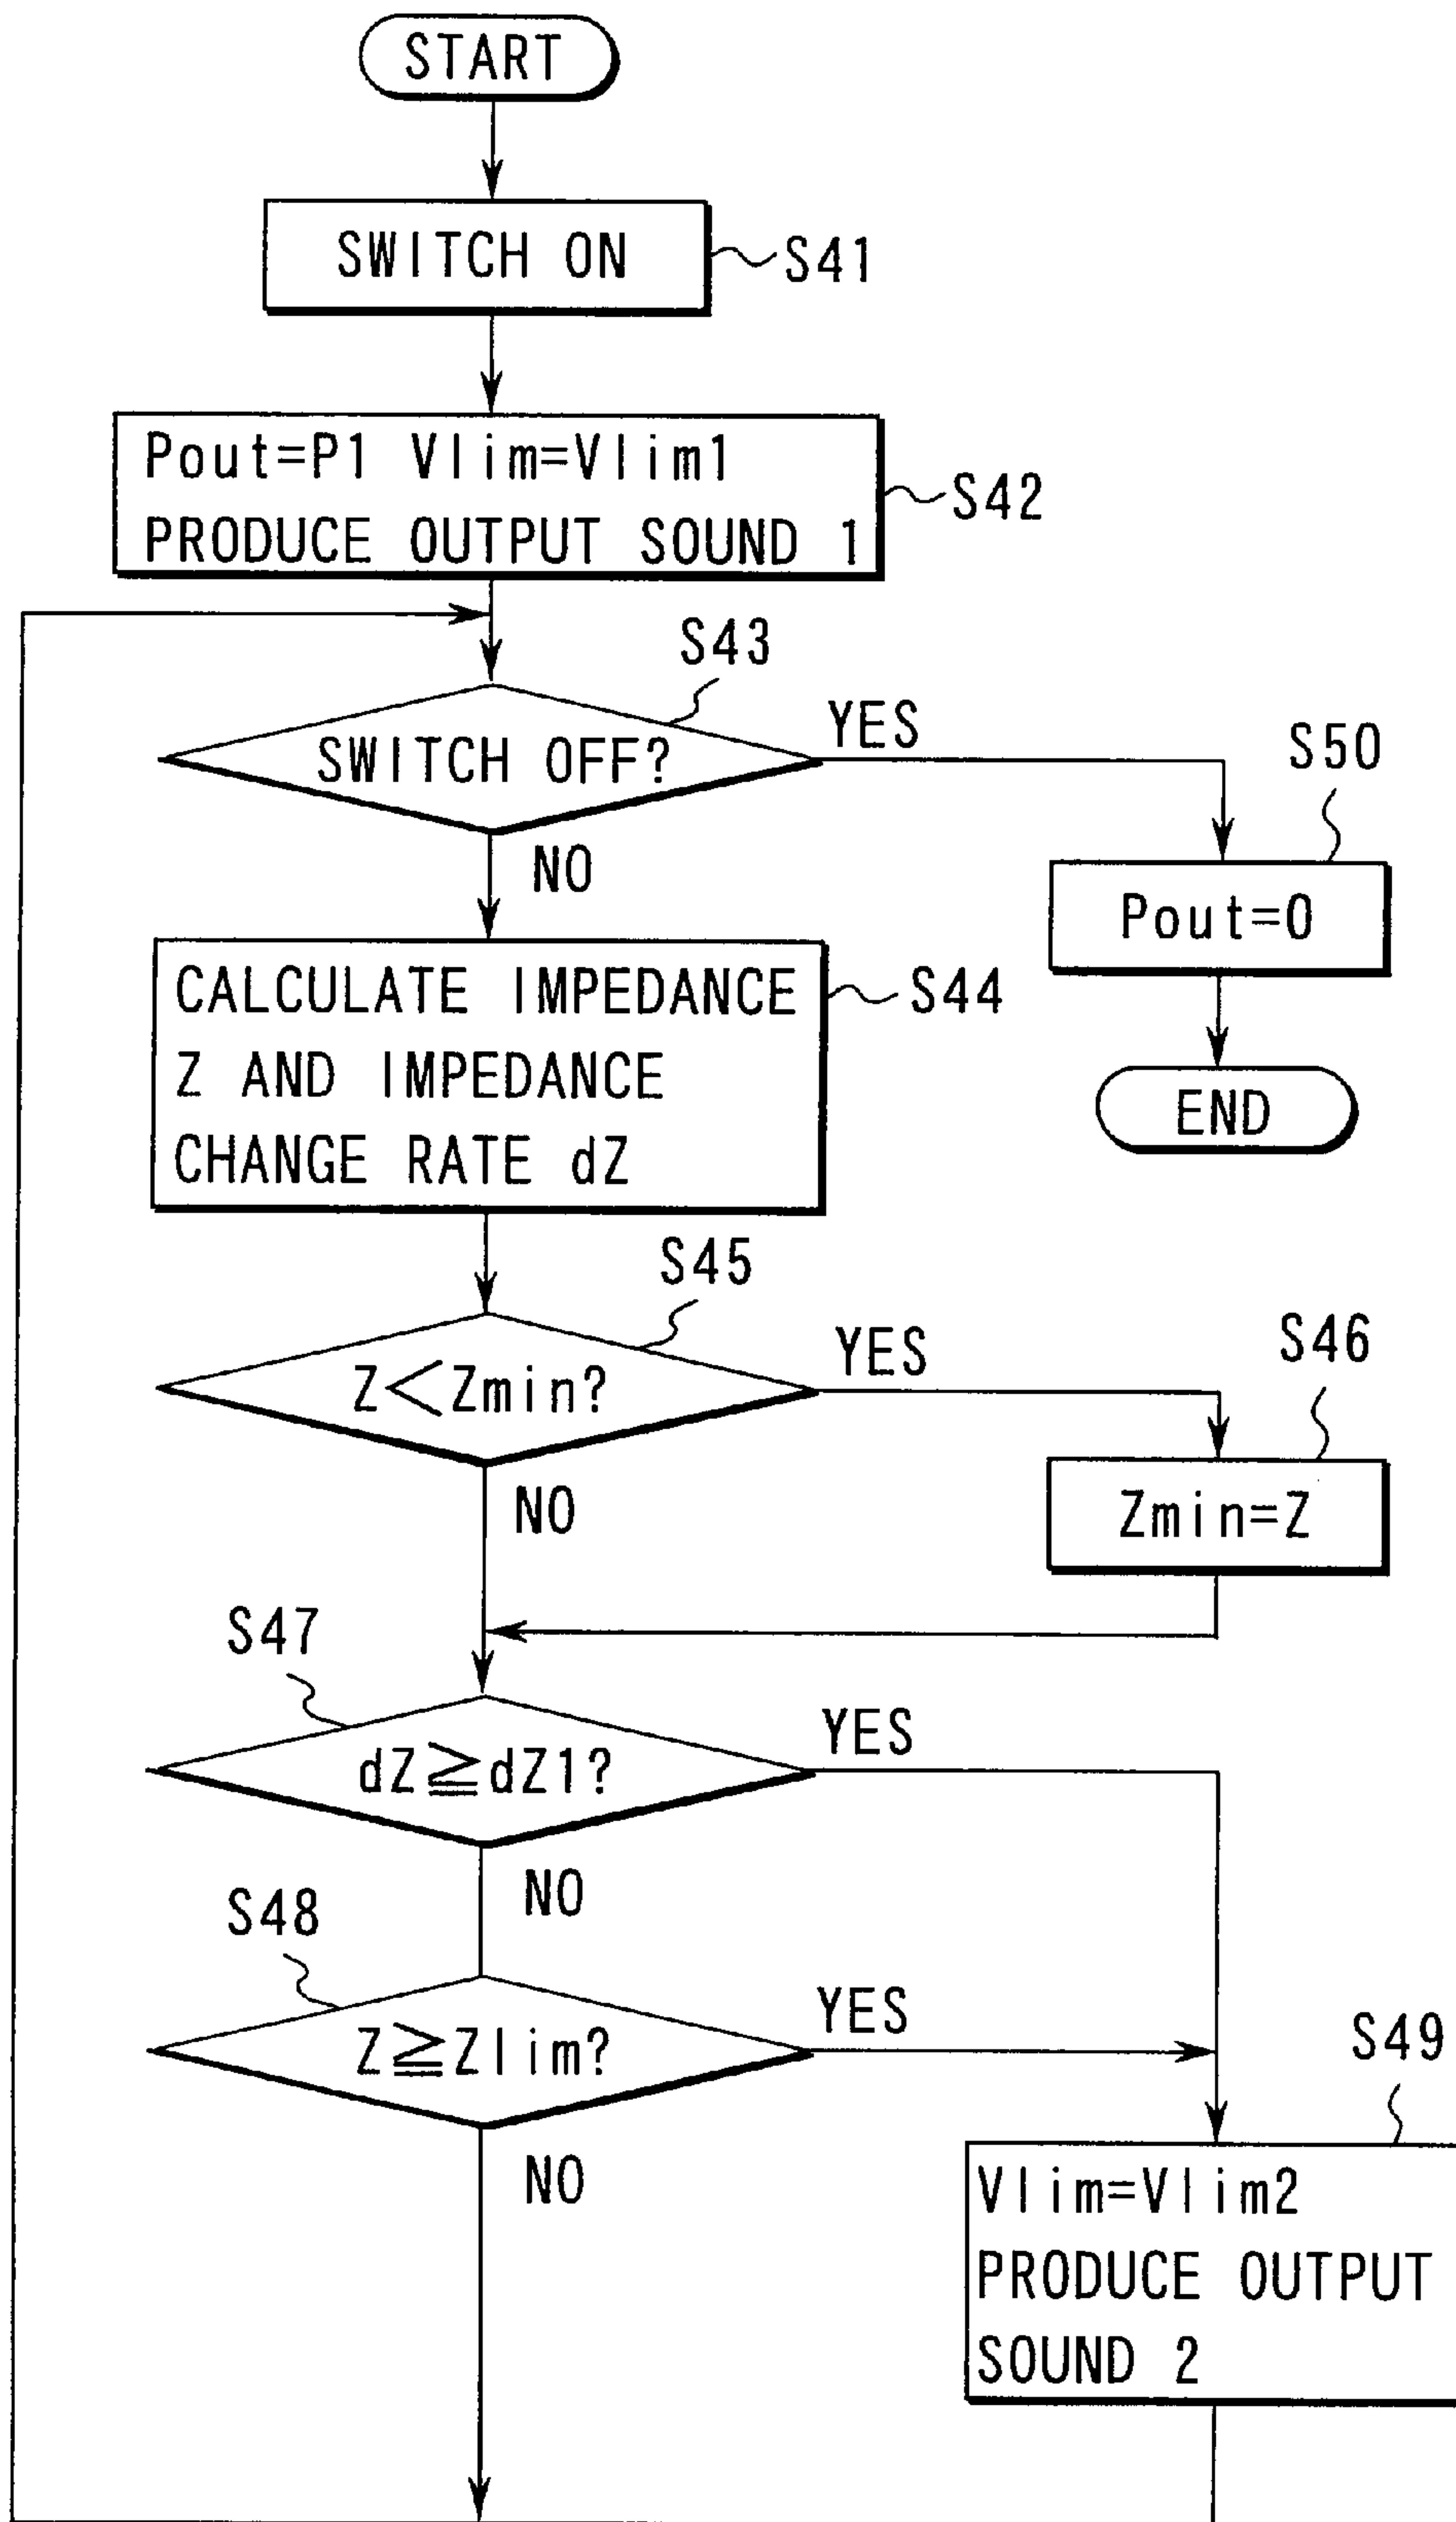 START
SWITCH ON
S41
Pout=P1 Vlim=Vlim1
PRODUCE OUTPUT SOUND 1
S42
S43
SWITCH OFF?
YES
NO
S50
Pout=0
END
CALCULATE IMPEDANCE
Z AND IMPEDANCE
CHANGE RATE dZ
S44
S45
Z<Zmin?
YES
NO
S46
Zmin=Z
S47
dZ≧dZ1?
YES
NO
S48
Z≧Zlim?
YES
NO
S49
Vlim=Vlim2
PRODUCE OUTPUT
SOUND 2